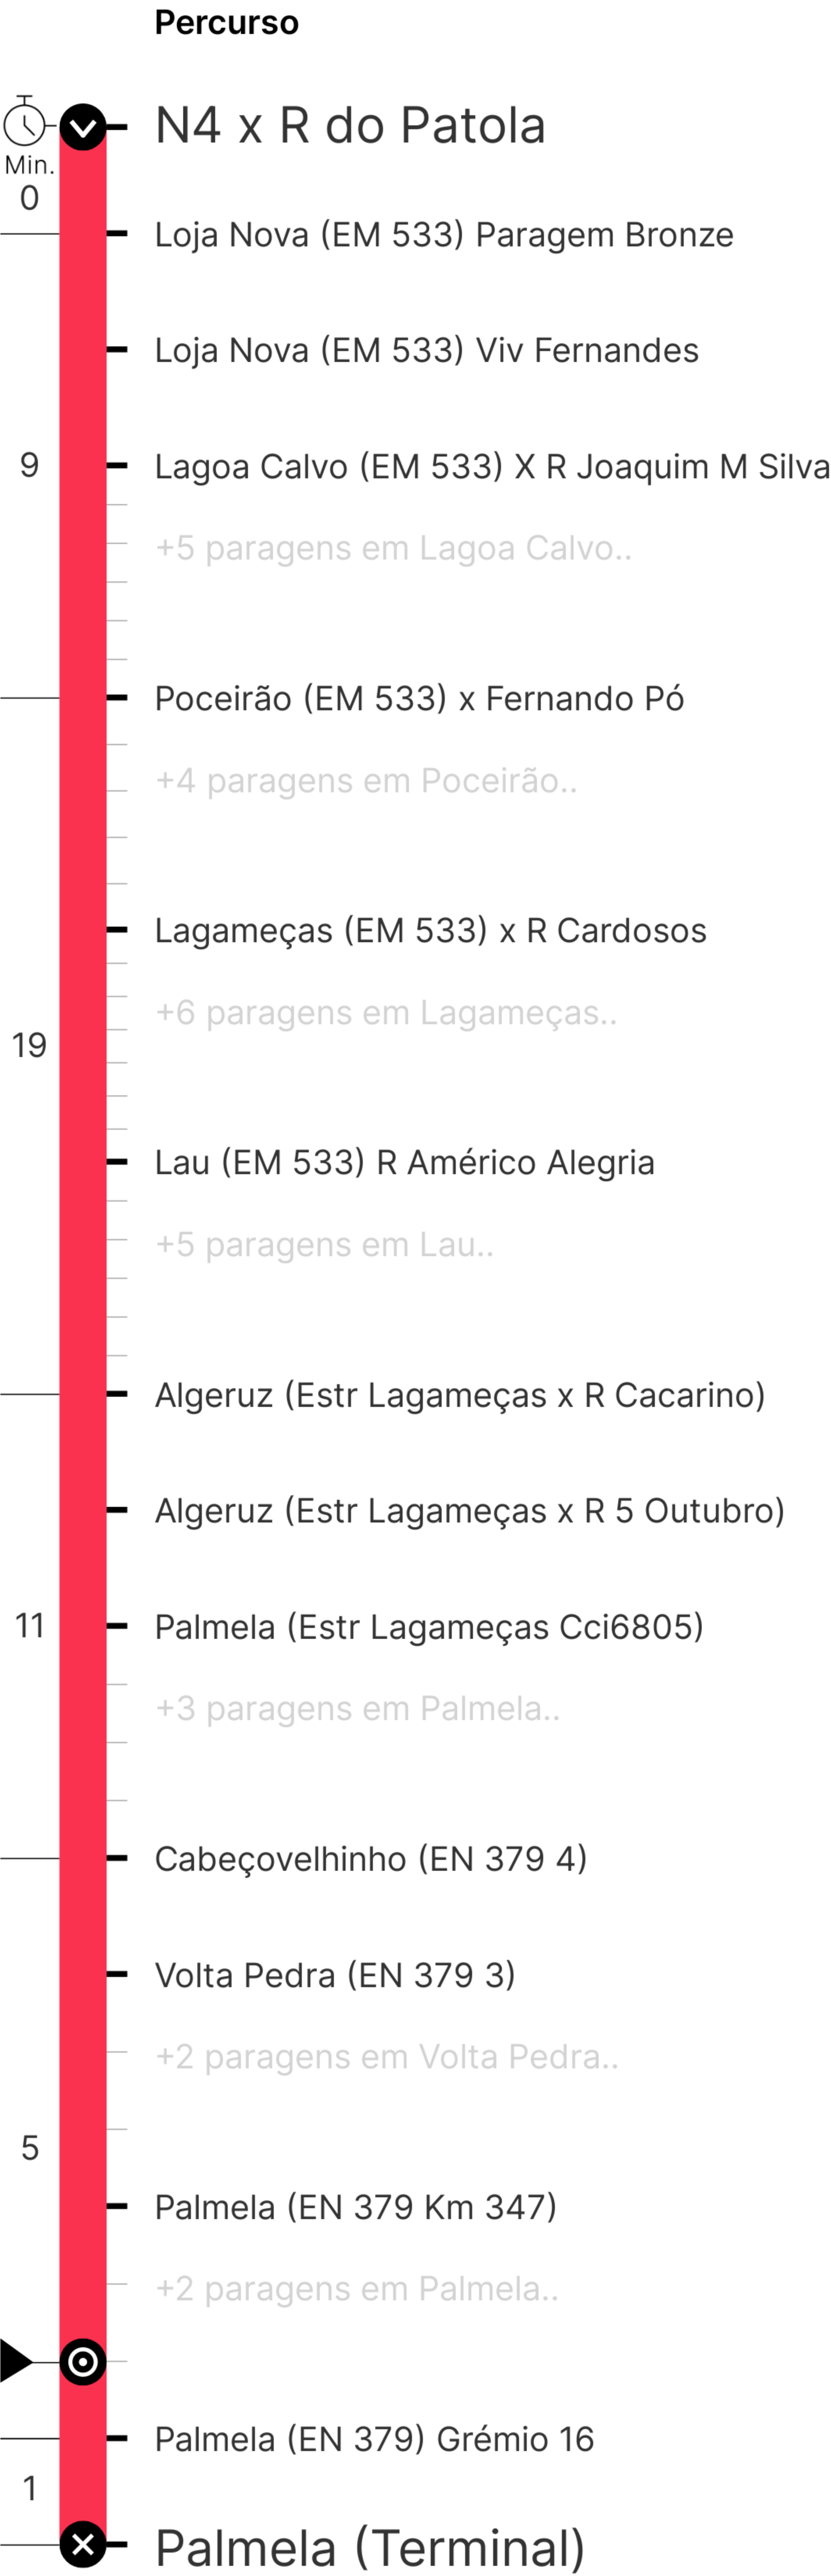 Percurso
N4 x R do Patola
Min.
0
Loja Nova (EM 533) Paragem Bronze
Loja Nova (EM 533) Viv Fernandes
9
Lagoa Calvo (EM 533) X R Joaquim M Silva
+5 paragens em Lagoa Calvo..
Poceirão (EM 533) x Fernando Pó
+4 paragens em Poceirão..
Lagameças (EM 533) x R Cardosos
+6 paragens em Lagameças..
19
Lau (EM 533) R Américo Alegria
+5 paragens em Lau..
Algeruz (Estr Lagameças x R Cacarino)
Algeruz (Estr Lagameças x R 5 Outubro)
11
Palmela (Estr Lagameças Cci6805)
+3 paragens em Palmela..
Cabeçovelhinho (EN 379 4)
Volta Pedra (EN 379 3)
+2 paragens em Volta Pedra..
5
Palmela (EN 379 Km 347)
+2 paragens em Palmela..
Palmela (EN 379) Grémio 16
1
Palmela (Terminal)